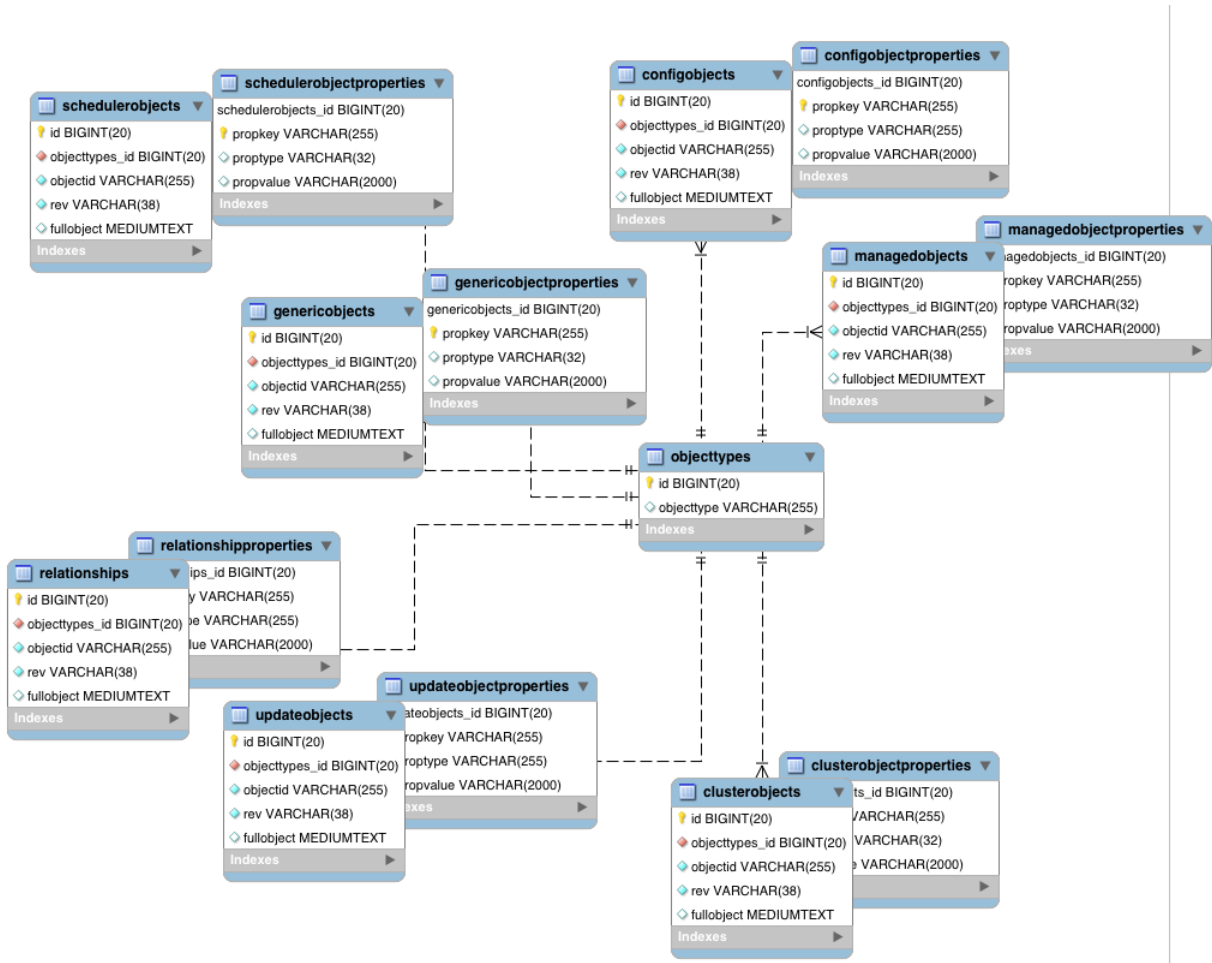 schedulerobjects
id BIGINT(20)
objecttypes_id BIGINT(20)
objectid VARCHAR(255)
rev VARCHAR(38)
fullobject MEDIUMTEXT
Indexes
schedulerobjectproperties
schedulerobjects_id BIGINT(20)
propkey VARCHAR(255)
proptype VARCHAR(32)
propvalue VARCHAR(2000)
Indexes
configobjects
id BIGINT(20)
objecttypes_id BIGINT(20)
objectid VARCHAR(255)
rev VARCHAR(38)
fullobject MEDIUMTEXT
Indexes
configobjectproperties
configobjects_id BIGINT(20)
propkey VARCHAR(255)
proptype VARCHAR(255)
propvalue VARCHAR(2000)
Indexes
managedobjects
id BIGINT(20)
objecttypes_id BIGINT(20)
objectid VARCHAR(255)
rev VARCHAR(38)
fullobject MEDIUMTEXT
Indexes
managedobjectproperties
nagedobjects_id BIGINT(20)
ropkey VARCHAR(255)
roptype VARCHAR(32)
ropvalue VARCHAR(2000)
exes
genericobjects
id BIGINT(20)
objecttypes_id BIGINT(20)
objectid VARCHAR(255)
rev VARCHAR(38)
fullobject MEDIUMTEXT
Indexes
genericobjectproperties
genericobjects_id BIGINT(20)
propkey VARCHAR(255)
proptype VARCHAR(32)
propvalue VARCHAR(2000)
Indexes
objecttypes
id BIGINT(20)
objecttype VARCHAR(255)
Indexes
relationships
id BIGINT(20)
objecttypes_id BIGINT(20)
objectid VARCHAR(255)
rev VARCHAR(38)
fullobject MEDIUMTEXT
Indexes
relationshipproperties
ips_id BIGINT(20)
y VARCHAR(255)
pe VARCHAR(255)
lue VARCHAR(2000)
updateobjects
id BIGINT(20)
objecttypes_id BIGINT(20)
objectid VARCHAR(255)
rev VARCHAR(38)
fullobject MEDIUMTEXT
Indexes
updateobjectproperties
ateobjects_id BIGINT(20)
ropkey VARCHAR(255)
roptype VARCHAR(255)
ropvalue VARCHAR(2000)
exes
clusterobjects
id BIGINT(20)
objecttypes_id BIGINT(20)
objectid VARCHAR(255)
rev VARCHAR(38)
fullobject MEDIUMTEXT
Indexes
clusterobjectproperties
ts_id BIGINT(20)
VARCHAR(255)
VARCHAR(32)
e VARCHAR(2000)